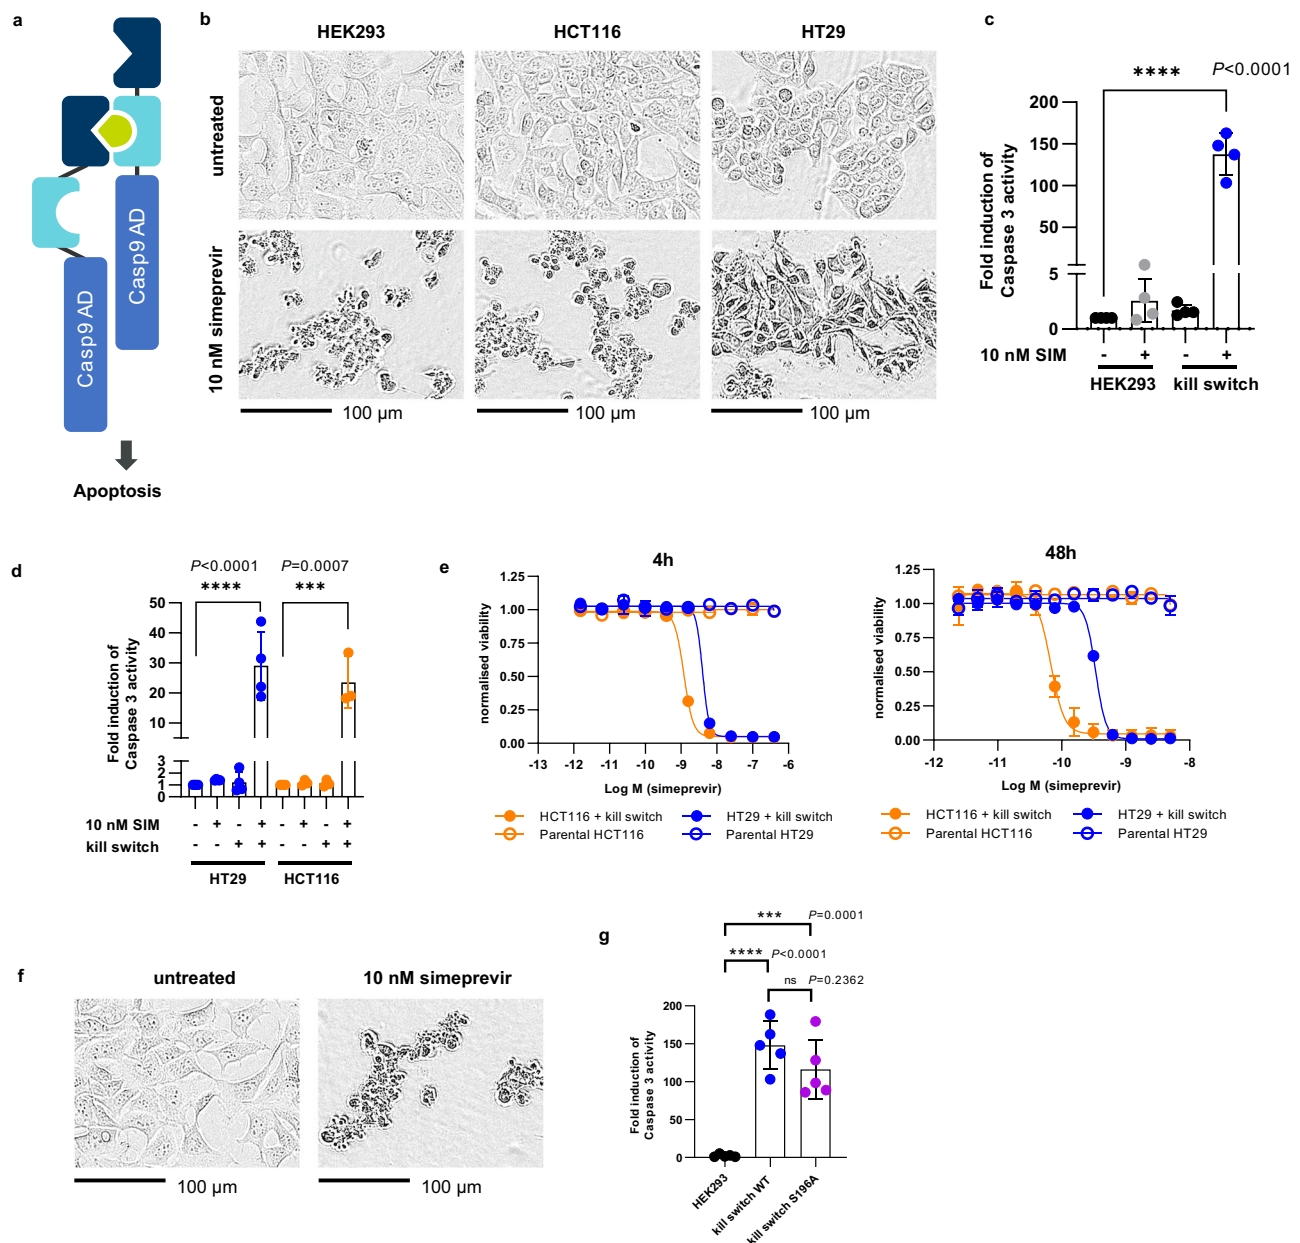 a
Casp9 AD
Casp9 AD
Apoptosis
b
HEK293
HCT116
HT29
untreated
10 nM simeprevir
100 µm
100 µm
100 µm
c
**** P<0.0001
Fold induction of
Caspase 3 activity
200
150
100
50
5
0
10 nM SIM - + - +
HEK293 kill switch
d
P<0.0001 P=0.0007
**** ***
Fold induction of
Caspase 3 activity
50
40
30
20
10
3
2
1
0
10 nM SIM - + - + - + - +
kill switch - - + + - - + +
HT29 HCT116
e
4h
normalised viability
1.25
1.00
0.75
0.50
0.25
0.00
-13 -12 -11 -10 -9 -8 -7 -6
Log M (simeprevir)
HCT116 + kill switch HT29 + kill switch
Parental HCT116 Parental HT29
48h
normalised viability
1.25
1.00
0.75
0.50
0.25
0.00
-12 -11 -10 -9 -8
Log M (simeprevir)
HCT116 + kill switch HT29 + kill switch
Parental HCT116 Parental HT29
f
untreated
10 nM simeprevir
100 µm
100 µm
g
*** P=0.0001
**** P<0.0001
ns P=0.2362
Fold induction of
Caspase 3 activity
200
150
100
50
0
HEK293
kill switch WT
kill switch S196A